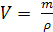 V = m/ρ